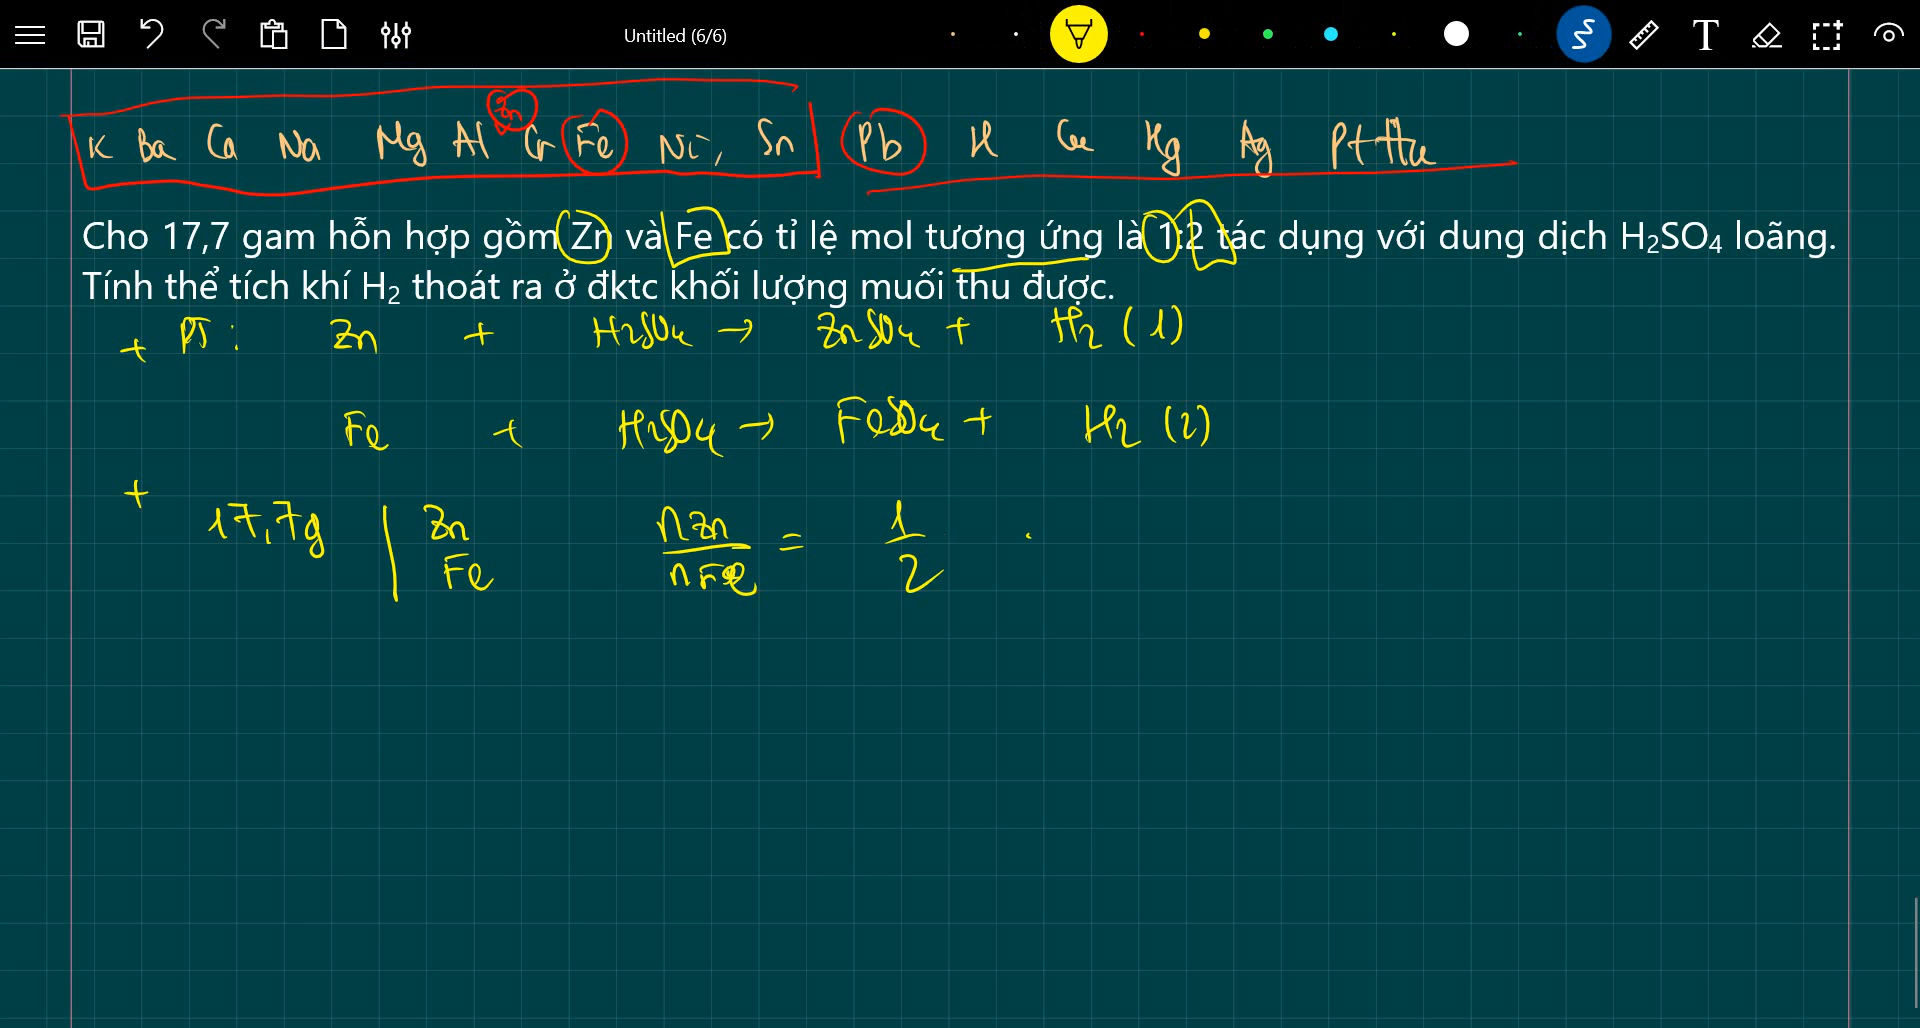 Untitled (6/6)
T
Zn
K Ba Ca Na Mg Al Cr Fe Ni, Sn Pb H Cu Hg Ag Pt Au
Cho 17,7 gam hỗn hợp gồm Zn và Fe có tỉ lệ mol tương ứng là 1:2 tác dụng với dung dịch H₂SO₄ loãng.
Tính thể tích khí H₂ thoát ra ở đktc khối lượng muối thu được.
+ PT: Zn + H₂SO₄ → ZnSO₄ + H₂ (1)
Fe + H₂SO₄ → FeSO₄ + H₂ (2)
+ 17,7g | Zn nZn = 1
Fe nFe 2